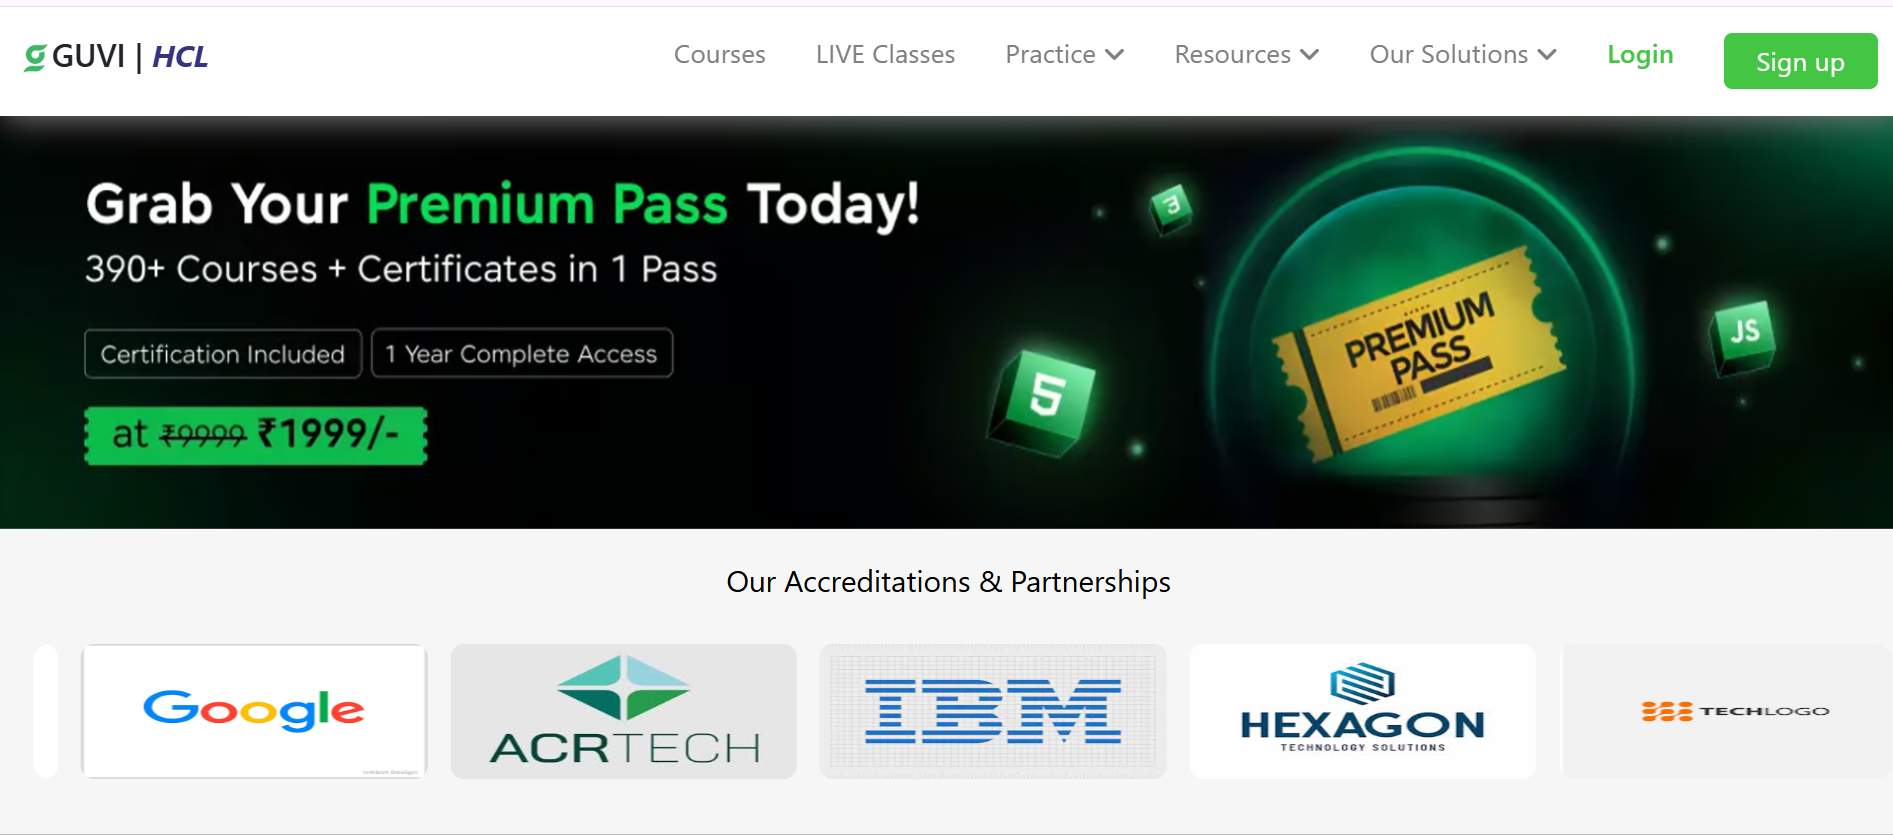 GUVI | HCL
Courses LIVE Classes Practice Resources Our Solutions Login Sign up
Grab Your Premium Pass Today!
390+ Courses + Certificates in 1 Pass
Certification Included 1 Year Complete Access
at ₹9999 ₹1999/-
3
5
JS
PREMIUM
PASS
Our Accreditations & Partnerships
Google
ACRTECH
IBM
HEXAGON
TECHNOLOGY SOLUTIONS
TECHLOGO